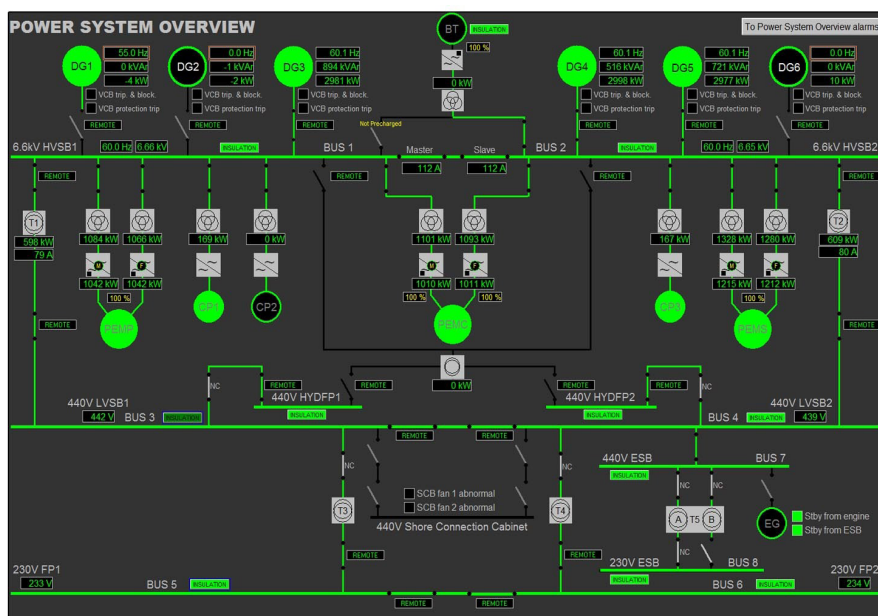 POWER SYSTEM OVERVIEW
To Power System Overview alarms
BT INSULATION
100 %
0 kW
DG1 55.0 Hz 0 kVAr -4 kW
DG2 0.0 Hz -1 kVAr -2 kW
DG3 60.1 Hz 894 kVAr 2981 kW
DG4 60.1 Hz 516 kVAr 2998 kW
DG5 60.1 Hz 721 kVAr 2977 kW
DG6 0.0 Hz 0 kVAr 10 kW
VCB trip. & block. VCB trip. & block. VCB trip. & block. VCB trip. & block. VCB trip. & block. VCB trip. & block.
VCB protection trip VCB protection trip VCB protection trip VCB protection trip VCB protection trip VCB protection trip
REMOTE REMOTE REMOTE Not Precharged REMOTE REMOTE REMOTE
6.6kV HVSB1 60.0 Hz 6.66 kV INSULATION BUS 1 Master Slave BUS 2 INSULATION 60.0 Hz 6.65 kV 6.6kV HVSB2
112 A 112 A
REMOTE REMOTE REMOTE REMOTE
T1 T2
598 kW 1084 kW 1066 kW 169 kW 0 kW 1101 kW 1093 kW 167 kW 1328 kW 1280 kW 609 kW
79 A 80 A
M F M F M F
1042 kW 1042 kW 1010 kW 1011 kW 1215 kW 1212 kW
100 % 100 % 100 % 100 %
CP1 CP2 CP3
PEMP PEMC PEMS
REMOTE REMOTE
0 kW
NC REMOTE REMOTE REMOTE REMOTE NC
440V LVSB1 440V HYDFP1 440V HYDFP2 440V LVSB2
442 V BUS 3 INSULATION INSULATION INSULATION BUS 4 INSULATION 439 V
REMOTE REMOTE
440V ESB BUS 7
INSULATION
NC NC NC NC
SCB fan 1 abnormal
SCB fan 2 abnormal
T3 T4 A T5 B EG
Stby from engine
Stby from ESB
440V Shore Connection Cabinet
NC
REMOTE REMOTE
230V FP1 230V ESB BUS 8 230V FP2
233 V BUS 5 INSULATION INSULATION BUS 6 INSULATION 234 V
REMOTE REMOTE